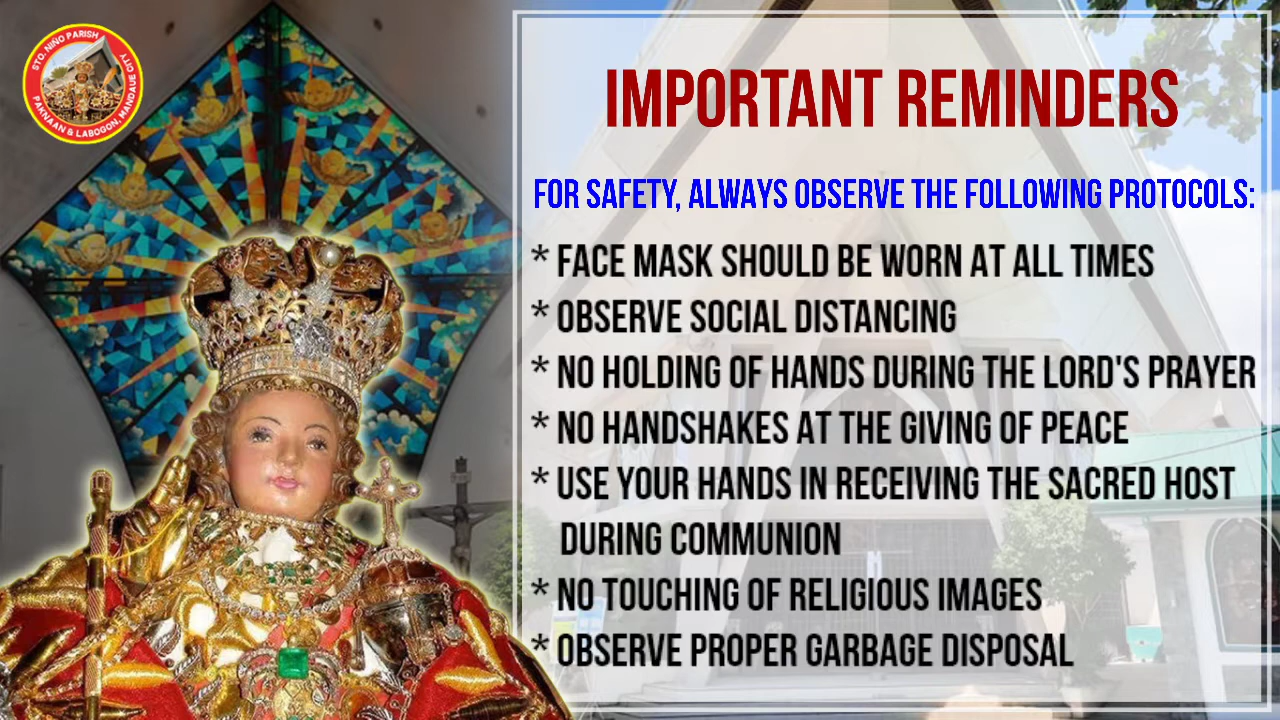 STO. NIÑO PARISH
PAKNAAN & LABOGON, MANDAUE CITY
IMPORTANT REMINDERS
FOR SAFETY, ALWAYS OBSERVE THE FOLLOWING PROTOCOLS:
* FACE MASK SHOULD BE WORN AT ALL TIMES
* OBSERVE SOCIAL DISTANCING
* NO HOLDING OF HANDS DURING THE LORD'S PRAYER
* NO HANDSHAKES AT THE GIVING OF PEACE
* USE YOUR HANDS IN RECEIVING THE SACRED HOST
DURING COMMUNION
* NO TOUCHING OF RELIGIOUS IMAGES
* OBSERVE PROPER GARBAGE DISPOSAL